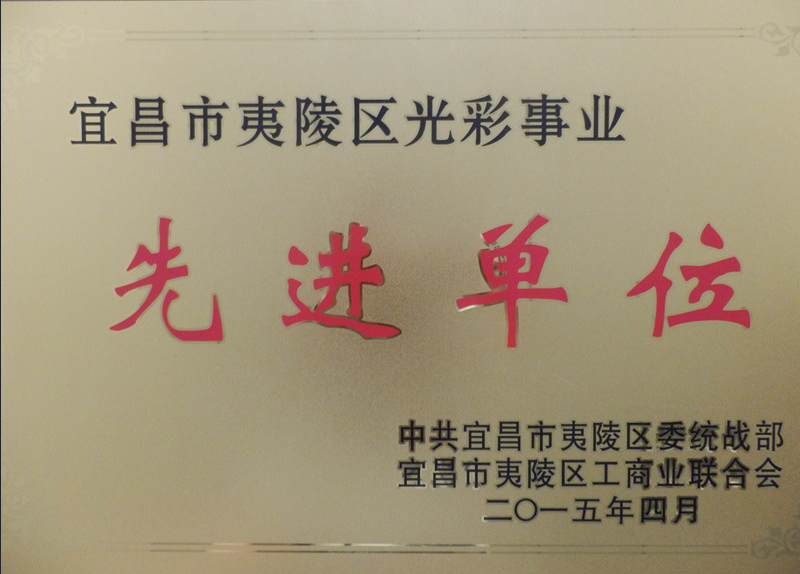 宜昌市夷陵区光彩事业
先进单位
中共宜昌市夷陵区委统战部
宜昌市夷陵区工商业联合会
二〇一五年四月